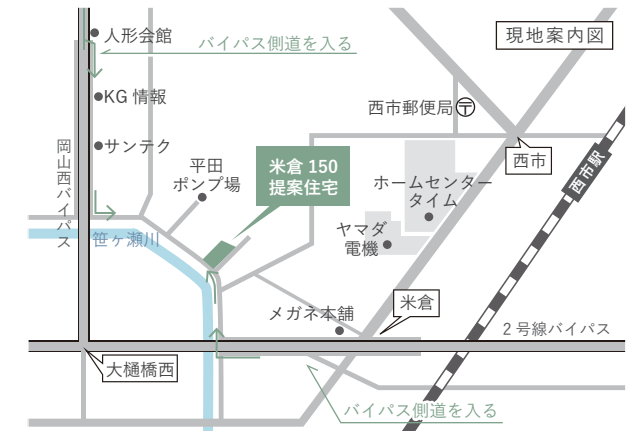 現地案内図
人形会館
バイパス側道を入る
KG 情報
サンテク
岡山西バイパス
平田
ポンプ場
米倉 150
提案住宅
西市郵便局〒
西市
西市駅
ホームセンター
タイム
ヤマダ
電機
笹ヶ瀬川
メガネ本舗
米倉
2 号線バイパス
大樋橋西
バイパス側道を入る